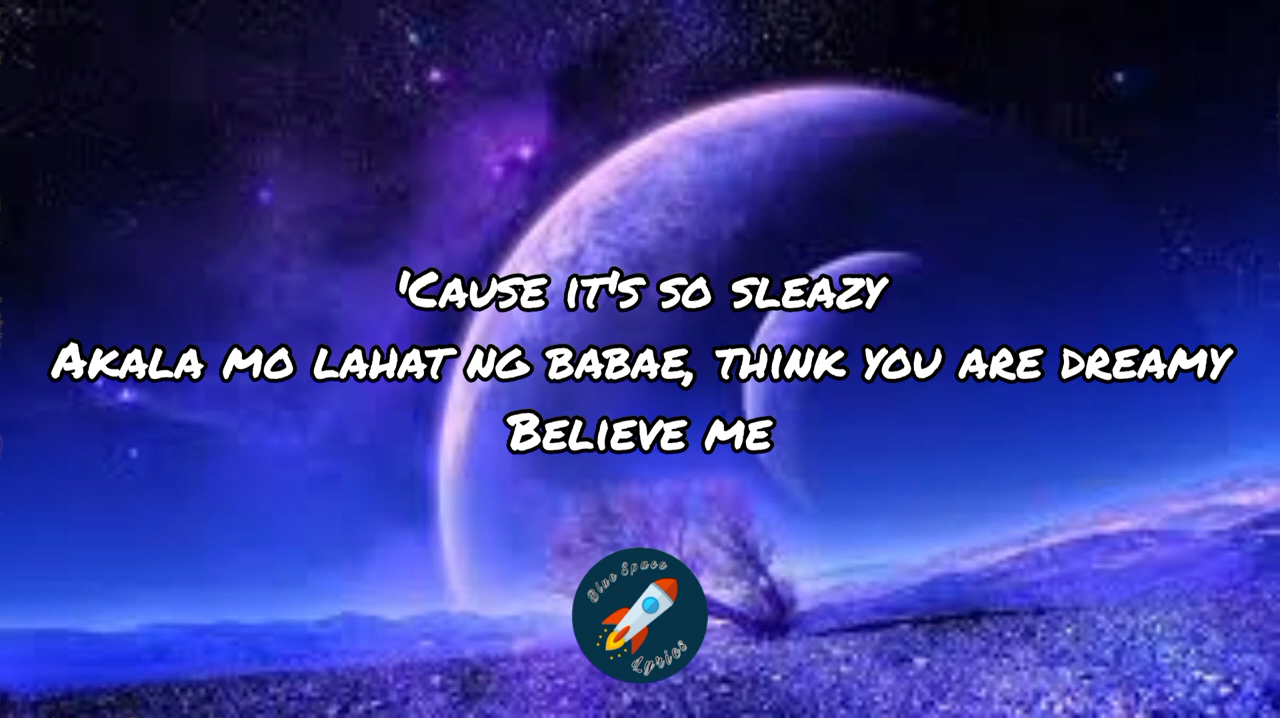 'Cause it's so sleazy
Akala mo lahat ng babae, think you are dreamy
Believe me
Blue Space
Lyrics